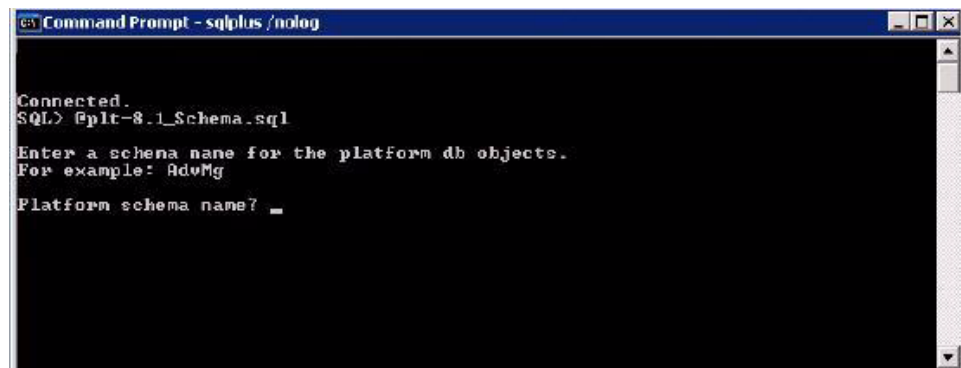 Command Prompt - sqlplus /nolog
Connected.
SQL> @plt-8.1_Schema.sql
Enter a schema name for the platform db objects.
For example: AdvMg
Platform schema name? _